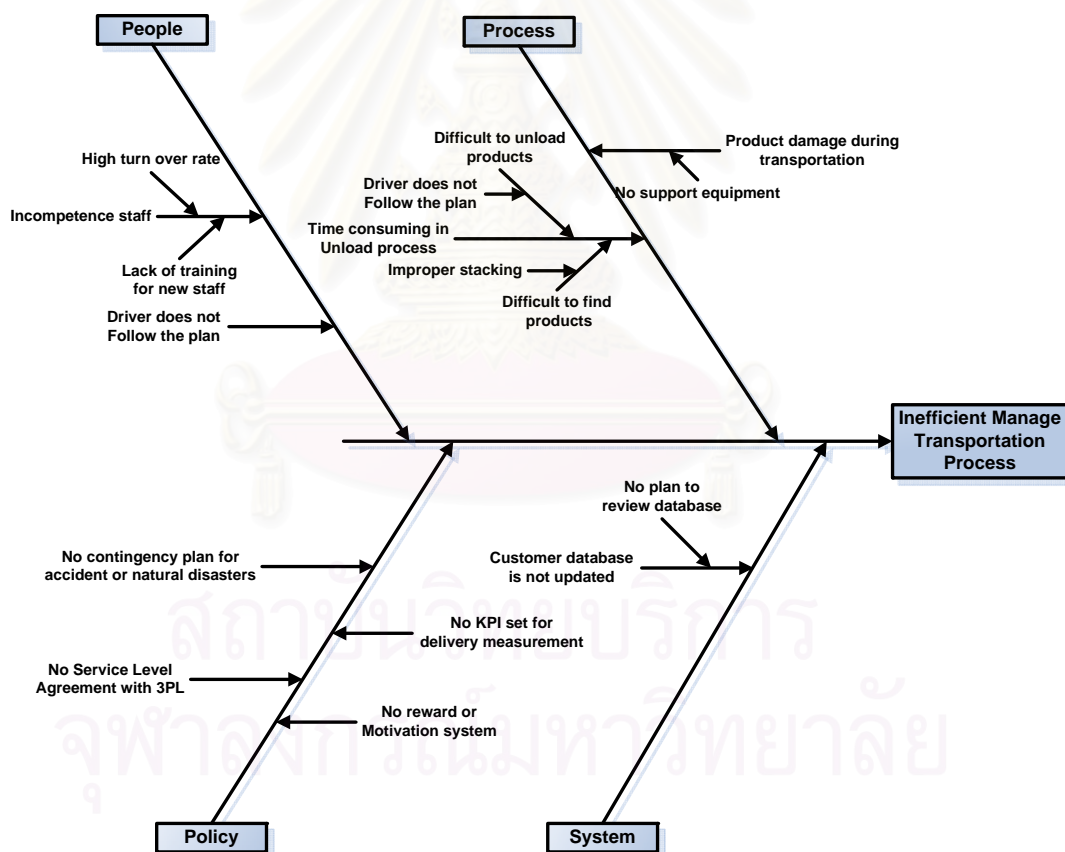 People
Process
High turn over rate
Incompetence staff
Lack of training
for new staff
Driver does not
Follow the plan
Difficult to unload
products
Driver does not
Follow the plan
Time consuming in
Unload process
Improper stacking
Difficult to find
products
Product damage during
transportation
No support equipment
Inefficient Manage
Transportation
Process
No contingency plan for
accident or natural disasters
No KPI set for
delivery measurement
No Service Level
Agreement with 3PL
No reward or
Motivation system
No plan to
review database
Customer database
is not updated
Policy
System
สถาบันวิทยบริการ
จุฬาลงกรณ์มหาวิทยาลัย